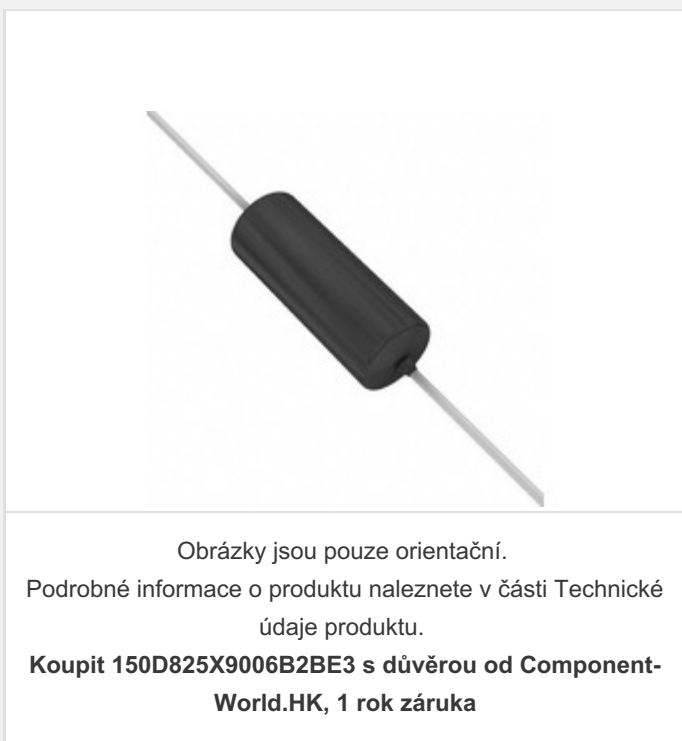 Obrázky jsou pouze orientační.
Podrobné informace o produktu naleznete v části Technické
údaje produktu.
Koupit 150D825X9006B2BE3 s důvěrou od Component-
World.HK, 1 rok záruka